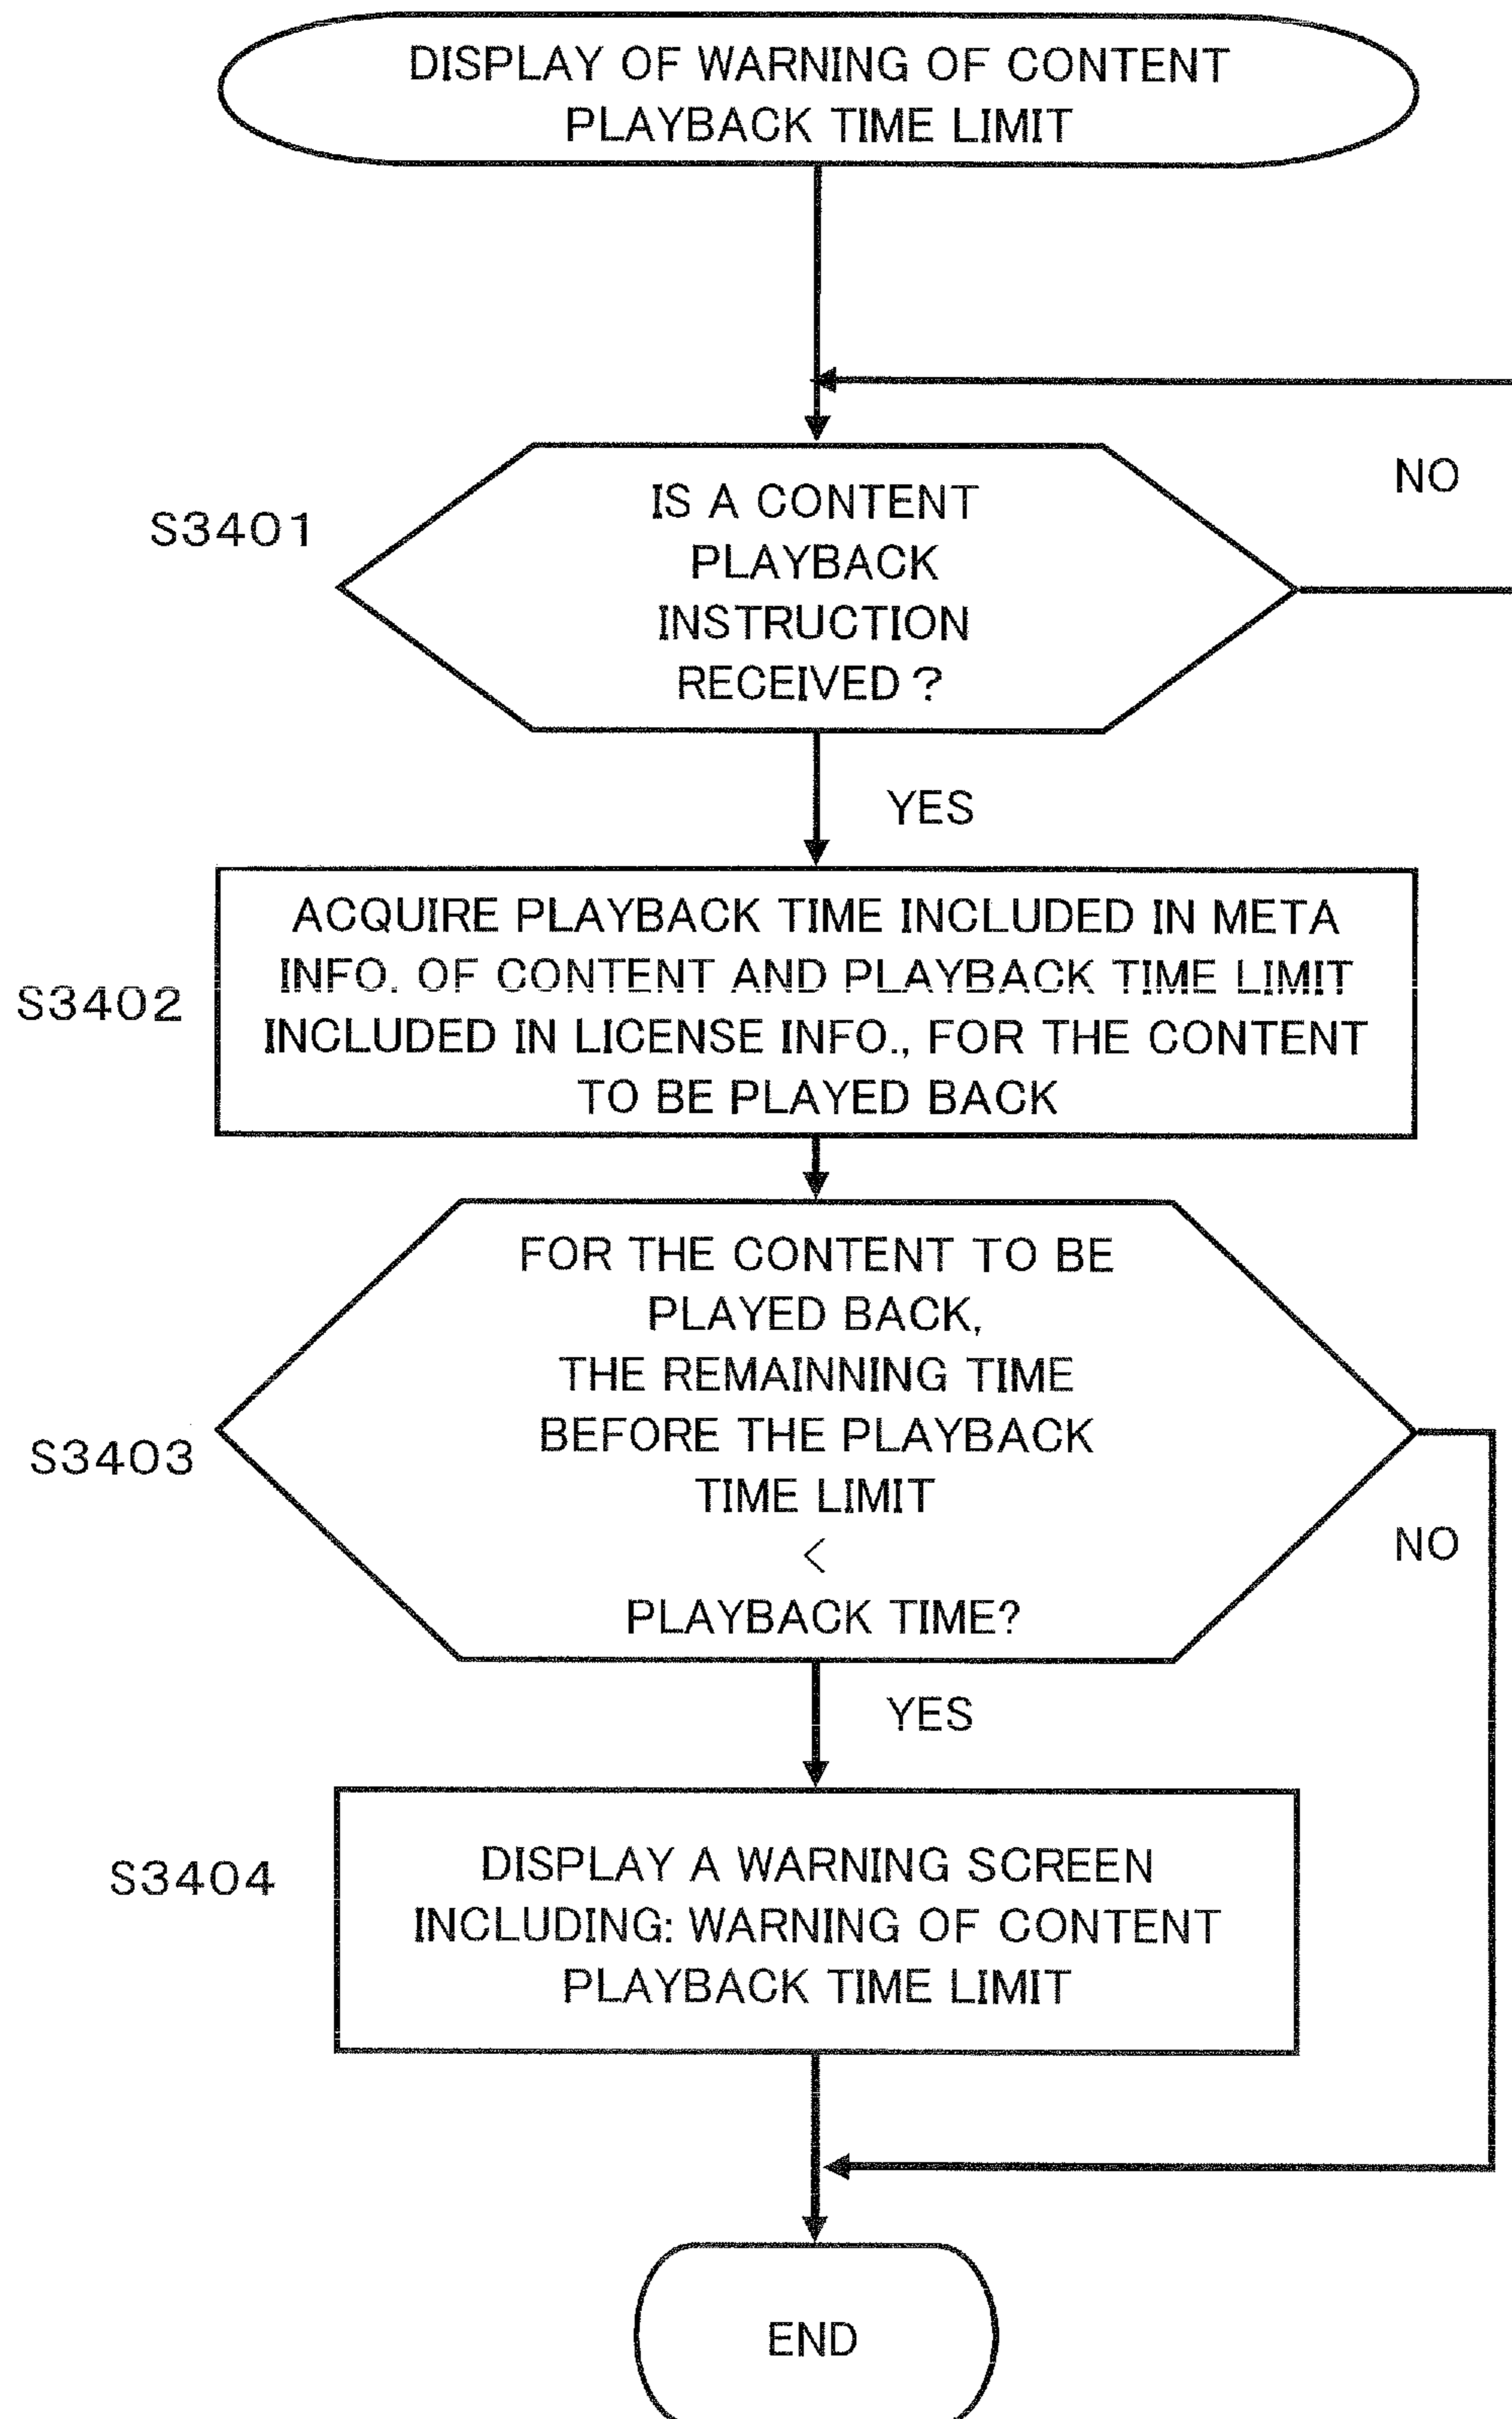 DISPLAY OF WARNING OF CONTENT
PLAYBACK TIME LIMIT
NO
S3401
IS A CONTENT
PLAYBACK
INSTRUCTION
RECEIVED ?
YES
S3402
ACQUIRE PLAYBACK TIME INCLUDED IN META
INFO. OF CONTENT AND PLAYBACK TIME LIMIT
INCLUDED IN LICENSE INFO., FOR THE CONTENT
TO BE PLAYED BACK
S3403
FOR THE CONTENT TO BE
PLAYED BACK,
THE REMAINNING TIME
BEFORE THE PLAYBACK
TIME LIMIT
<
PLAYBACK TIME?
NO
YES
S3404
DISPLAY A WARNING SCREEN
INCLUDING: WARNING OF CONTENT
PLAYBACK TIME LIMIT
END